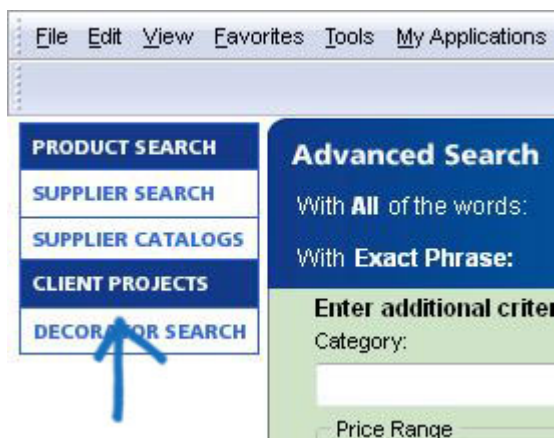 File Edit View Favorites Tools My Applications
PRODUCT SEARCH
SUPPLIER SEARCH
SUPPLIER CATALOGS
CLIENT PROJECTS
DECORATOR SEARCH
Advanced Search
With All of the words:
With Exact Phrase:
Enter additional criter
Category:
Price Range